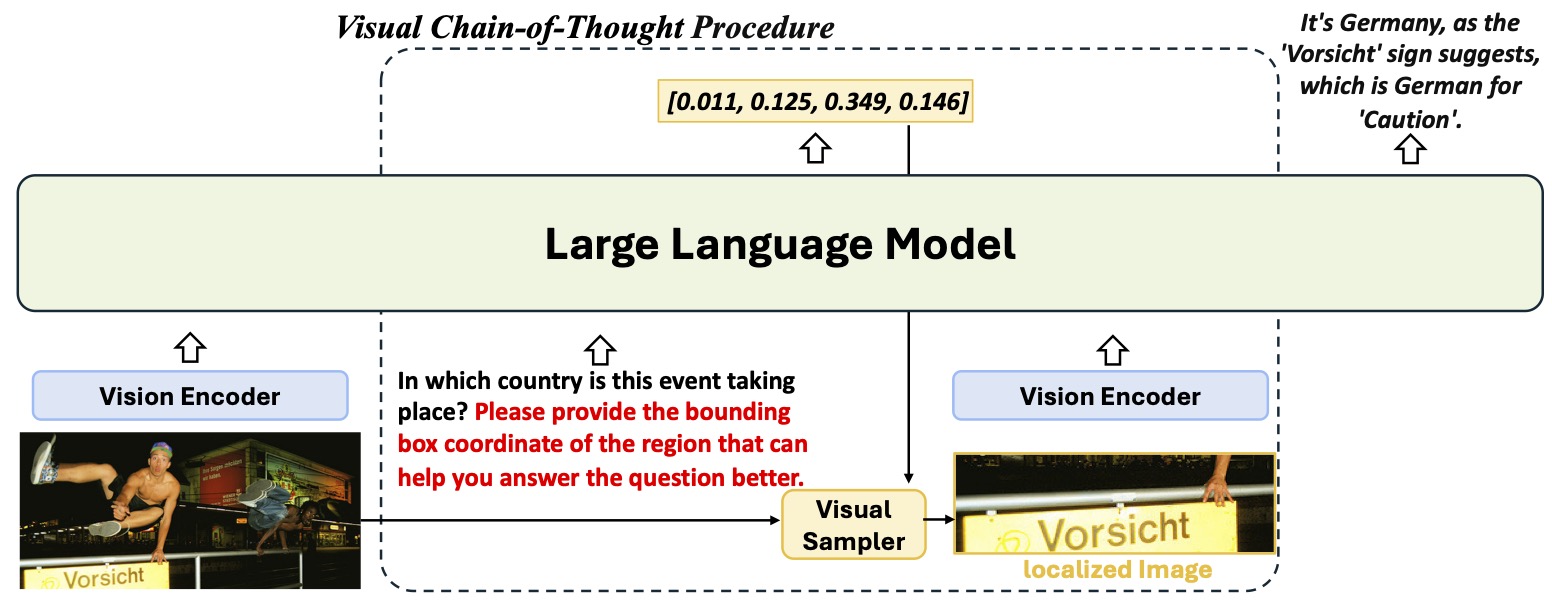 Visual Chain-of-Thought Procedure
[0.011, 0.125, 0.349, 0.146]
It's Germany, as the
'Vorsicht' sign suggests,
which is German for
'Caution'.
Large Language Model
Vision Encoder
In which country is this event taking
place? Please provide the bounding
box coordinate of the region that can
help you answer the question better.
Vision Encoder
Vorsicht
Visual
Sampler
Vorsicht
localized Image